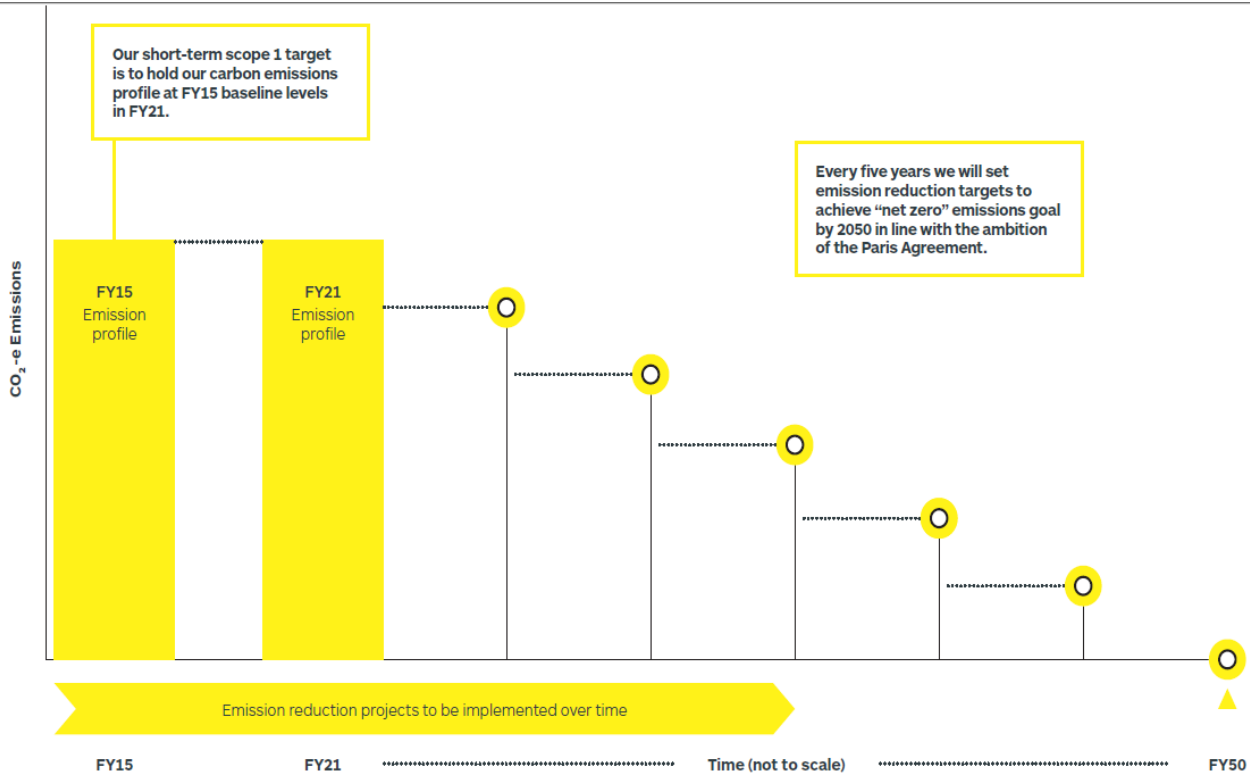 Our short-term scope 1 target
is to hold our carbon emissions
profile at FY15 baseline levels
in FY21.
Every five years we will set
emission reduction targets to
achieve “net zero” emissions goal
by 2050 in line with the ambition
of the Paris Agreement.
CO₂-e Emissions
FY15
Emission
profile
FY21
Emission
profile
Emission reduction projects to be implemented over time
FY15
FY21
Time (not to scale)
FY50